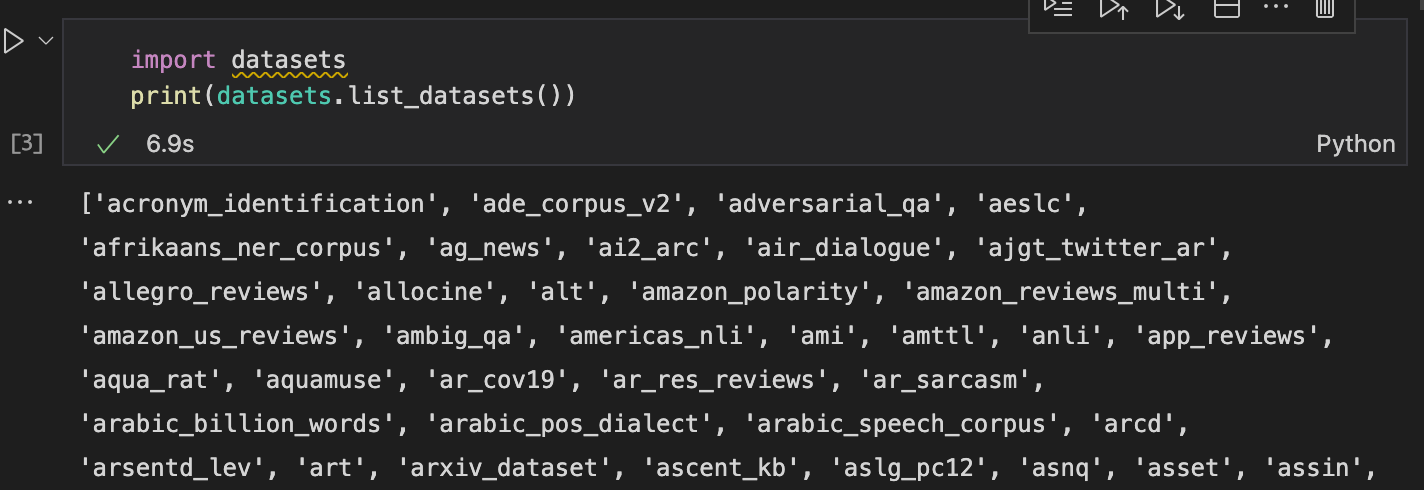 import datasets
print(datasets.list_datasets())
[3]
6.9s
Python
['acronym_identification', 'ade_corpus_v2', 'adversarial_qa', 'aeslc',
'afrikaans_ner_corpus', 'ag_news', 'ai2_arc', 'air_dialogue', 'ajgt_twitter_ar',
'allegro_reviews', 'allocine', 'alt', 'amazon_polarity', 'amazon_reviews_multi',
'amazon_us_reviews', 'ambig_qa', 'americas_nli', 'ami', 'amttl', 'anli', 'app_reviews',
'aqua_rat', 'aquamuse', 'ar_cov19', 'ar_res_reviews', 'ar_sarcasm',
'arabic_billion_words', 'arabic_pos_dialect', 'arabic_speech_corpus', 'arcd',
'arsentd_lev', 'art', 'arxiv_dataset', 'ascent_kb', 'aslg_pc12', 'asnq', 'asset', 'assin',